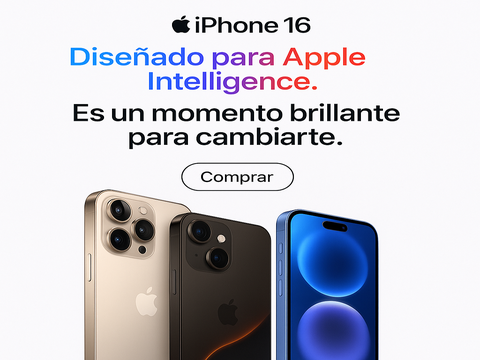 iPhone 16
Diseñado para Apple
Intelligence.
Es un momento brillante
para cambiarte.
Comprar